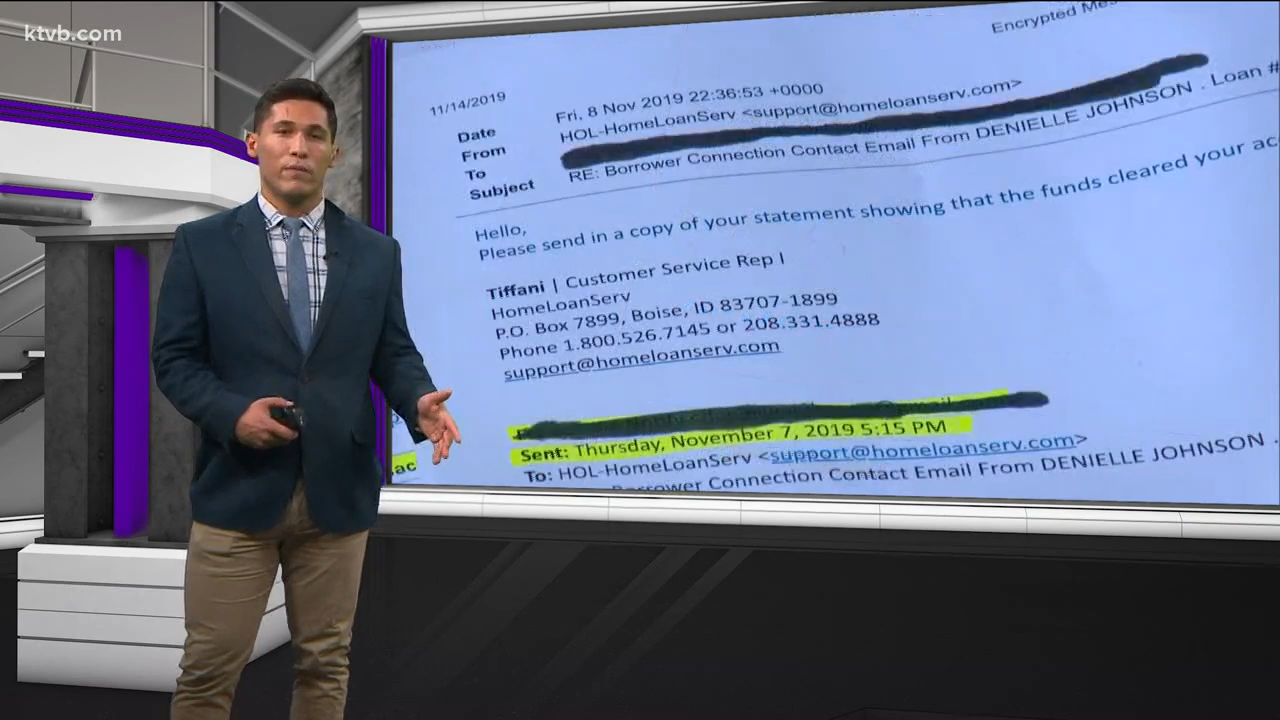 ktvb.com
Encrypted
11/14/2019
Date Fri. 8 Nov 2019 22:36:53 +0000
From HOL-HomeLoanServ <support@homeloanserv.com>
To
Subject RE: Borrower Connection Contact Email From DENIELLE JOHNSON . Loan #
Hello,
Please send in a copy of your statement showing that the funds cleared your
Tiffani | Customer Service Rep I
HomeLoanServ
P.O. Box 7899, Boise, ID 83707-1899
Phone 1.800.526.7145 or 208.331.4888
support@homeloanserv.com
Sent: Thursday, November 7, 2019 5:15 PM
To: HOL-HomeLoanServ <support@homeloanserv.com>
Borrower Connection Contact Email From DENIELLE JOHNSON .